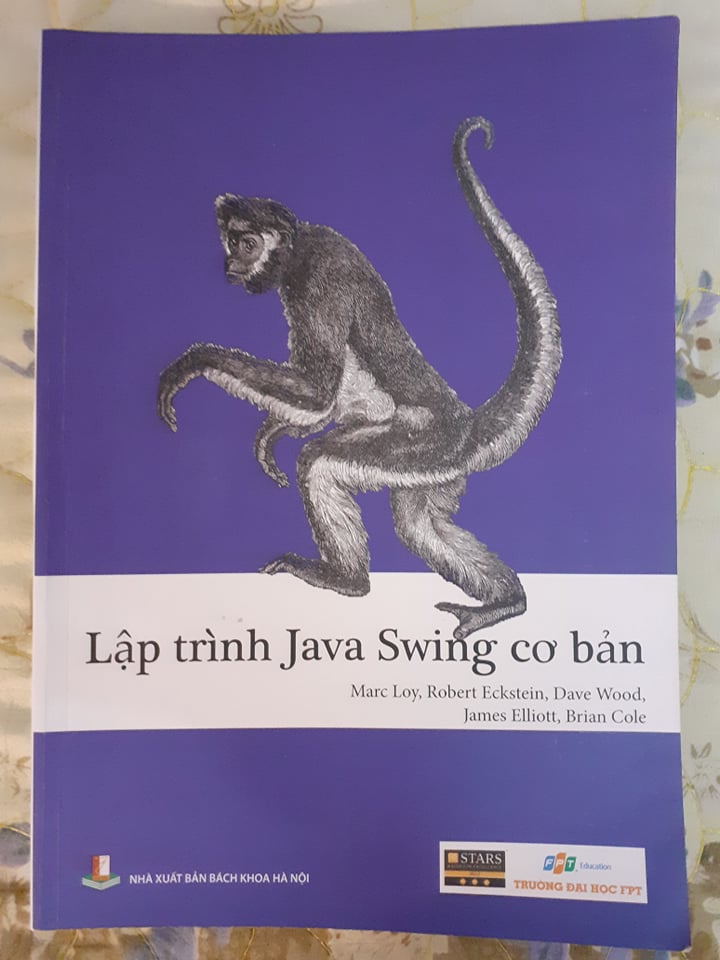 Lập trình Java Swing cơ bản
Marc Loy, Robert Eckstein, Dave Wood,
James Elliott, Brian Cole
NHÀ XUẤT BẢN BÁCH KHOA HÀ NỘI
STARS
FPT Education
TRƯỜNG ĐẠI HỌC FPT